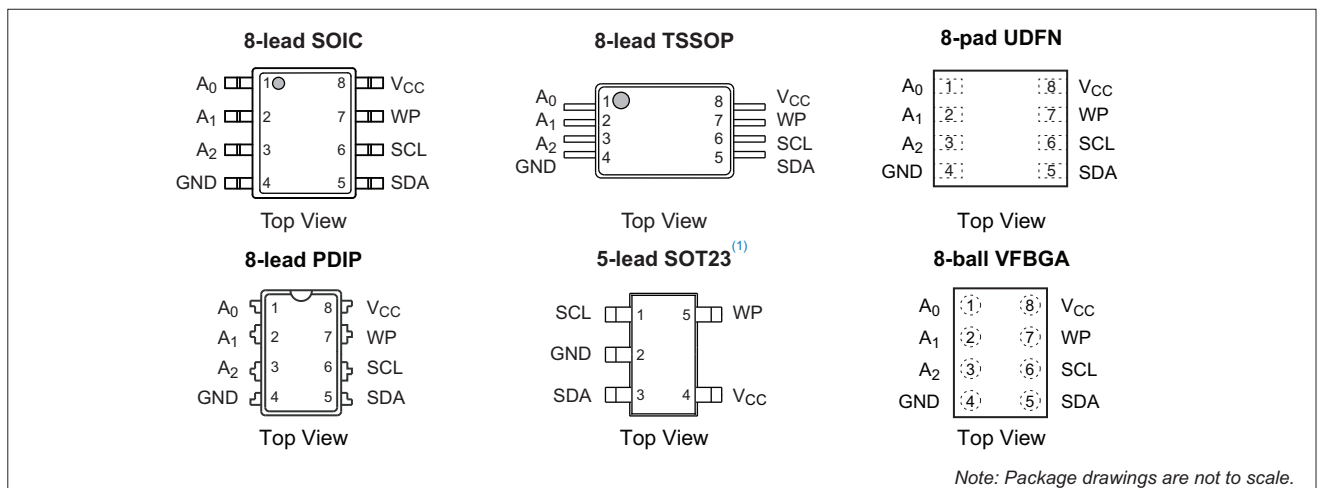 8-lead SOIC
A0 1 8 VCC
A1 2 7 WP
A2 3 6 SCL
GND 4 5 SDA
Top View
8-lead TSSOP
A0 1 8 VCC
A1 2 7 WP
A2 3 6 SCL
GND 4 5 SDA
Top View
8-pad UDFN
A0 1 8 VCC
A1 2 7 WP
A2 3 6 SCL
GND 4 5 SDA
Top View
8-lead PDIP
A0 1 8 VCC
A1 2 7 WP
A2 3 6 SCL
GND 4 5 SDA
Top View
5-lead SOT23(1)
SCL 1 5 WP
GND 2
SDA 3 4 VCC
Top View
8-ball VFBGA
A0 1 8 VCC
A1 2 7 WP
A2 3 6 SCL
GND 4 5 SDA
Top View
Note: Package drawings are not to scale.